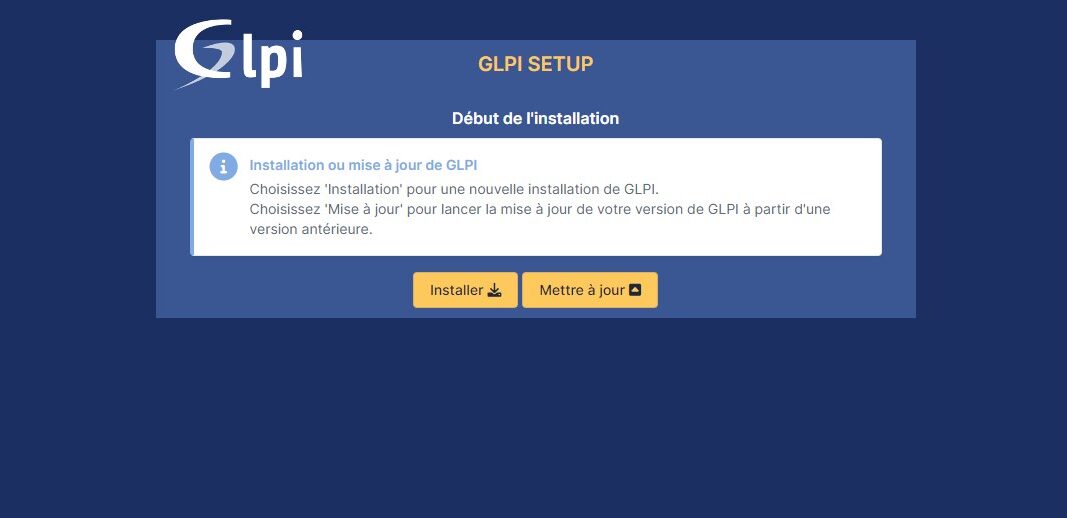 Glpi
GLPI SETUP
Début de l'installation
Installation ou mise à jour de GLPI
Choisissez 'Installation' pour une nouvelle installation de GLPI.
Choisissez 'Mise à jour' pour lancer la mise à jour de votre version de GLPI à partir d'une
version antérieure.
Installer Mettre à jour